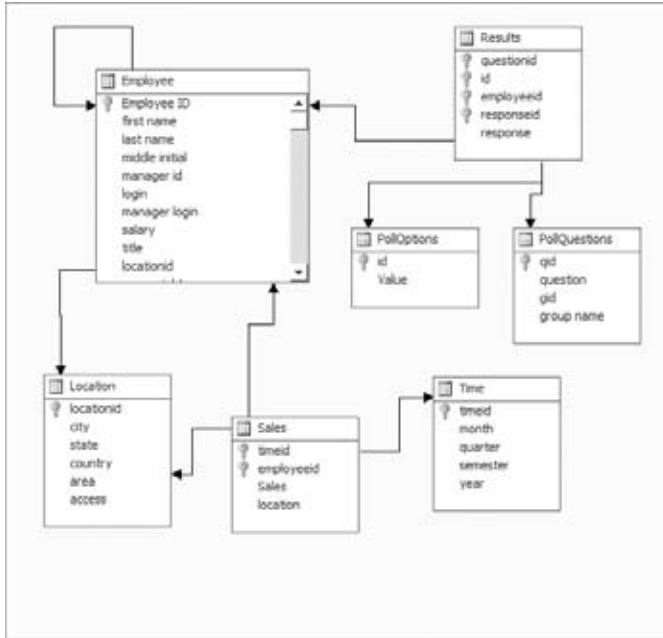 Employee
Employee ID
first name
last name
middle initial
manager id
login
manager login
salary
title
locationid
Results
questionid
id
employeeid
responseid
response
PollOptions
id
Value
PollQuestions
qid
question
gid
group name
Location
locationid
city
state
country
area
access
Sales
timeid
employeeid
Sales
location
Time
timeid
month
quarter
semester
year